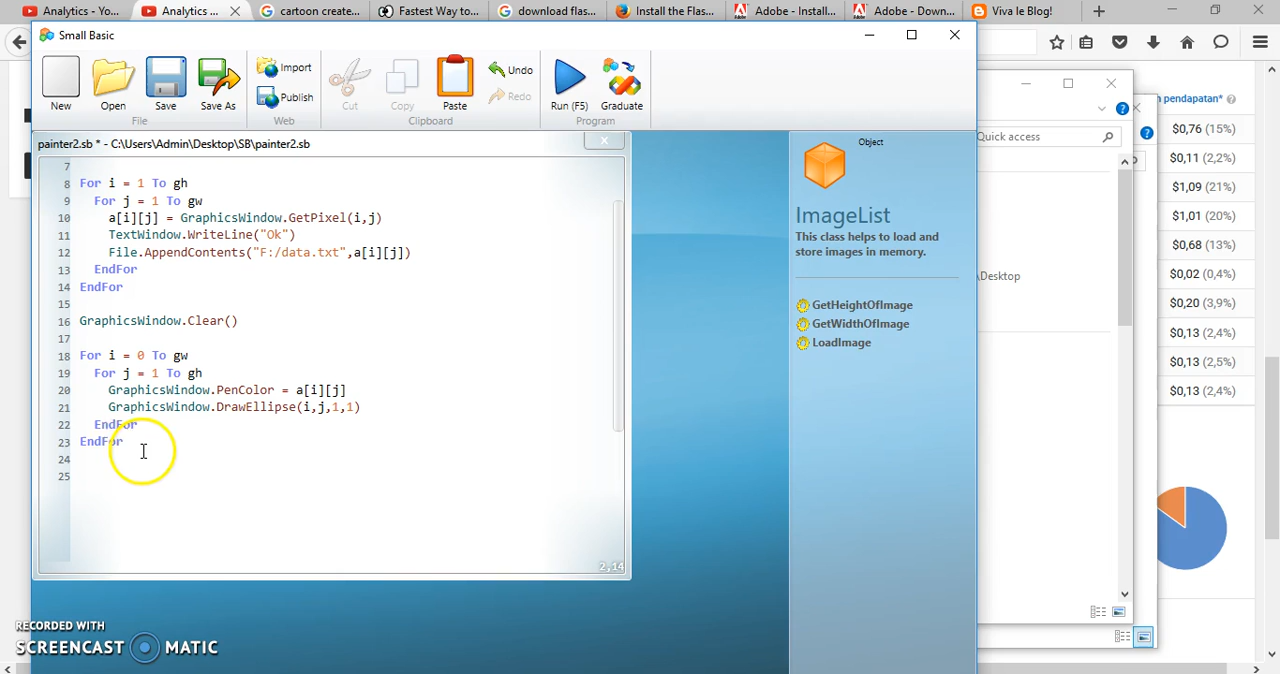 Analytics - Yo...
Analytics ...
cartoon create...
Fastest Way to...
download flas...
Install the Flas...
Adobe - Install...
Adobe - Down...
Viva le Blog!
Small Basic
New
Open
Save
Save As
File
Import
Publish
Web
Cut
Copy
Paste
Undo
Redo
Clipboard
Run (F5)
Graduate
Program
painter2.sb * - C:\Users\Admin\Desktop\SB\painter2.sb
7
8 For i = 1 To gh
9 For j = 1 To gw
10 a[i][j] = GraphicsWindow.GetPixel(i,j)
11 TextWindow.WriteLine("Ok")
12 File.AppendContents("F:/data.txt",a[i][j])
13 EndFor
14 EndFor
15
16 GraphicsWindow.Clear()
17
18 For i = 0 To gw
19 For j = 1 To gh
20 GraphicsWindow.PenColor = a[i][j]
21 GraphicsWindow.DrawEllipse(i,j,1,1)
22 EndFor
23 EndFor
24
25
2,14
Object
ImageList
This class helps to load and
store images in memory.
GetHeightOfImage
GetWidthOfImage
LoadImage
Quick access
\Desktop
pendapatan*
$0,76 (15%)
$0,11 (2,2%)
$1,09 (21%)
$1,01 (20%)
$0,68 (13%)
$0,02 (0,4%)
$0,20 (3,9%)
$0,13 (2,4%)
$0,13 (2,5%)
$0,13 (2,4%)
RECORDED WITH
SCREENCAST MATIC